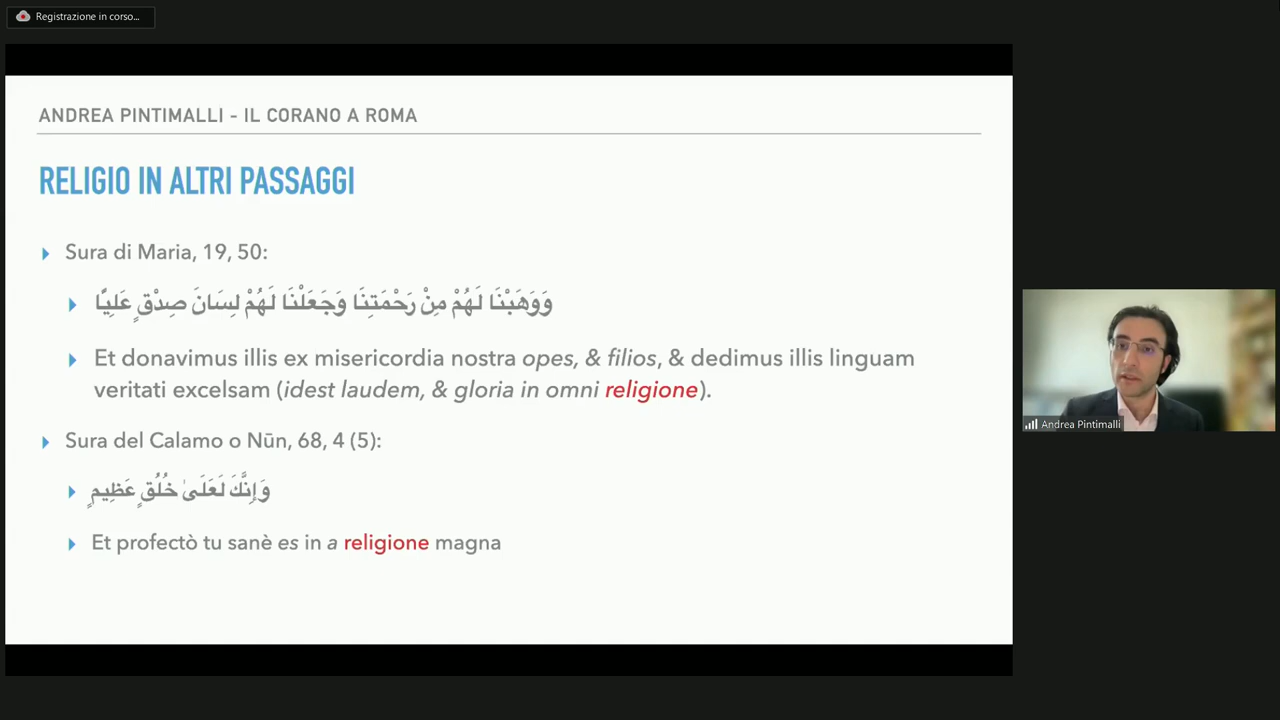 Registrazione in corso...
ANDREA PINTIMALLI - IL CORANO A ROMA
RELIGIO IN ALTRI PASSAGGI
Sura di Maria, 19, 50:
وَوَهَبْنَا لَهُمْ مِنْ رَحْمَتِنَا وَجَعَلْنَا لَهُمْ لِسَانَ صِدْقٍ عَلِيًّا
Et donavimus illis ex misericordia nostra opes, & filios, & dedimus illis linguam
veritati excelsam (idest laudem, & gloria in omni religione).
Sura del Calamo o Nūn, 68, 4 (5):
وَإِنَّكَ لَعَلَىٰ خُلُقٍ عَظِيمٍ
Et profectò tu sanè es in a religione magna
Andrea Pintimalli